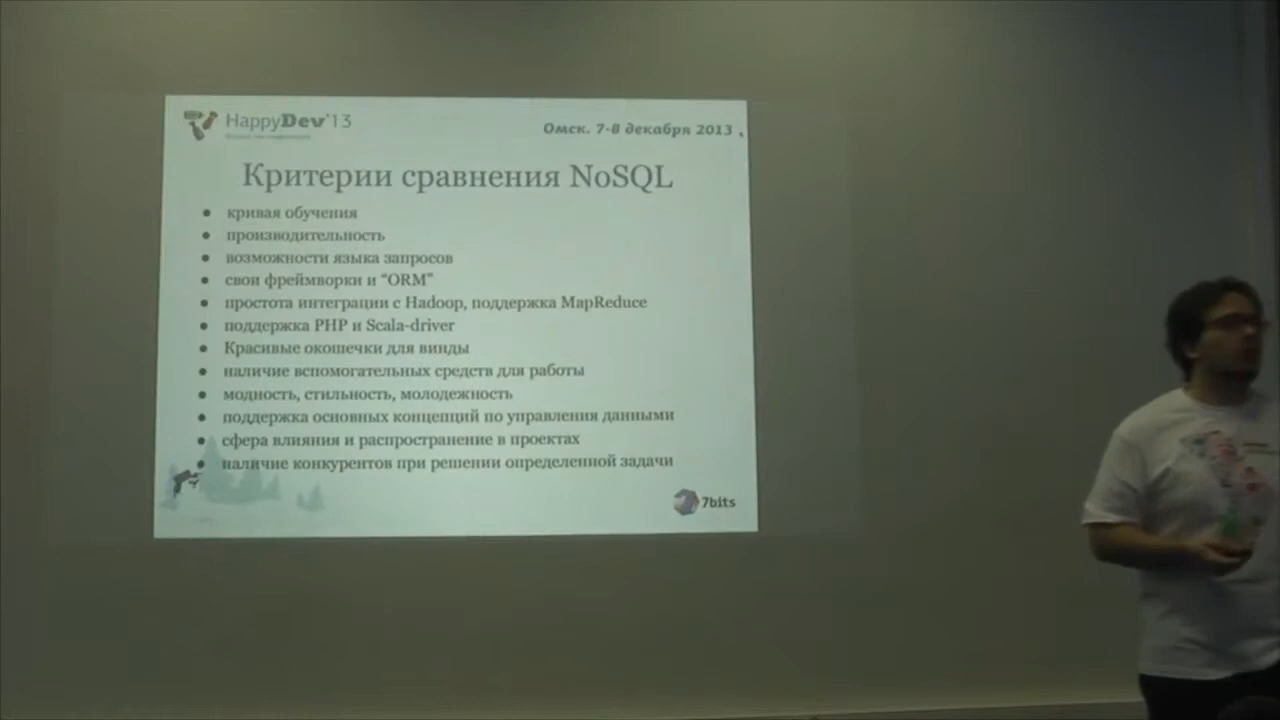 HappyDev'13
Омск. 7-8 декабря 2013
Критерии сравнения NoSQL
● кривая обучения
● производительность
● возможности языка запросов
● свои фреймворки и “ORM”
● простота интеграции с Hadoop, поддержка MapReduce
● поддержка PHP и Scala-driver
● Красивые окошечки для винды
● наличие вспомогательных средств для работы
● модность, стильность, молодежность
● поддержка основных концепций по управления данными
● сфера влияния и распространение в проектах
● наличие конкурентов при решении определенной задачи
7bits